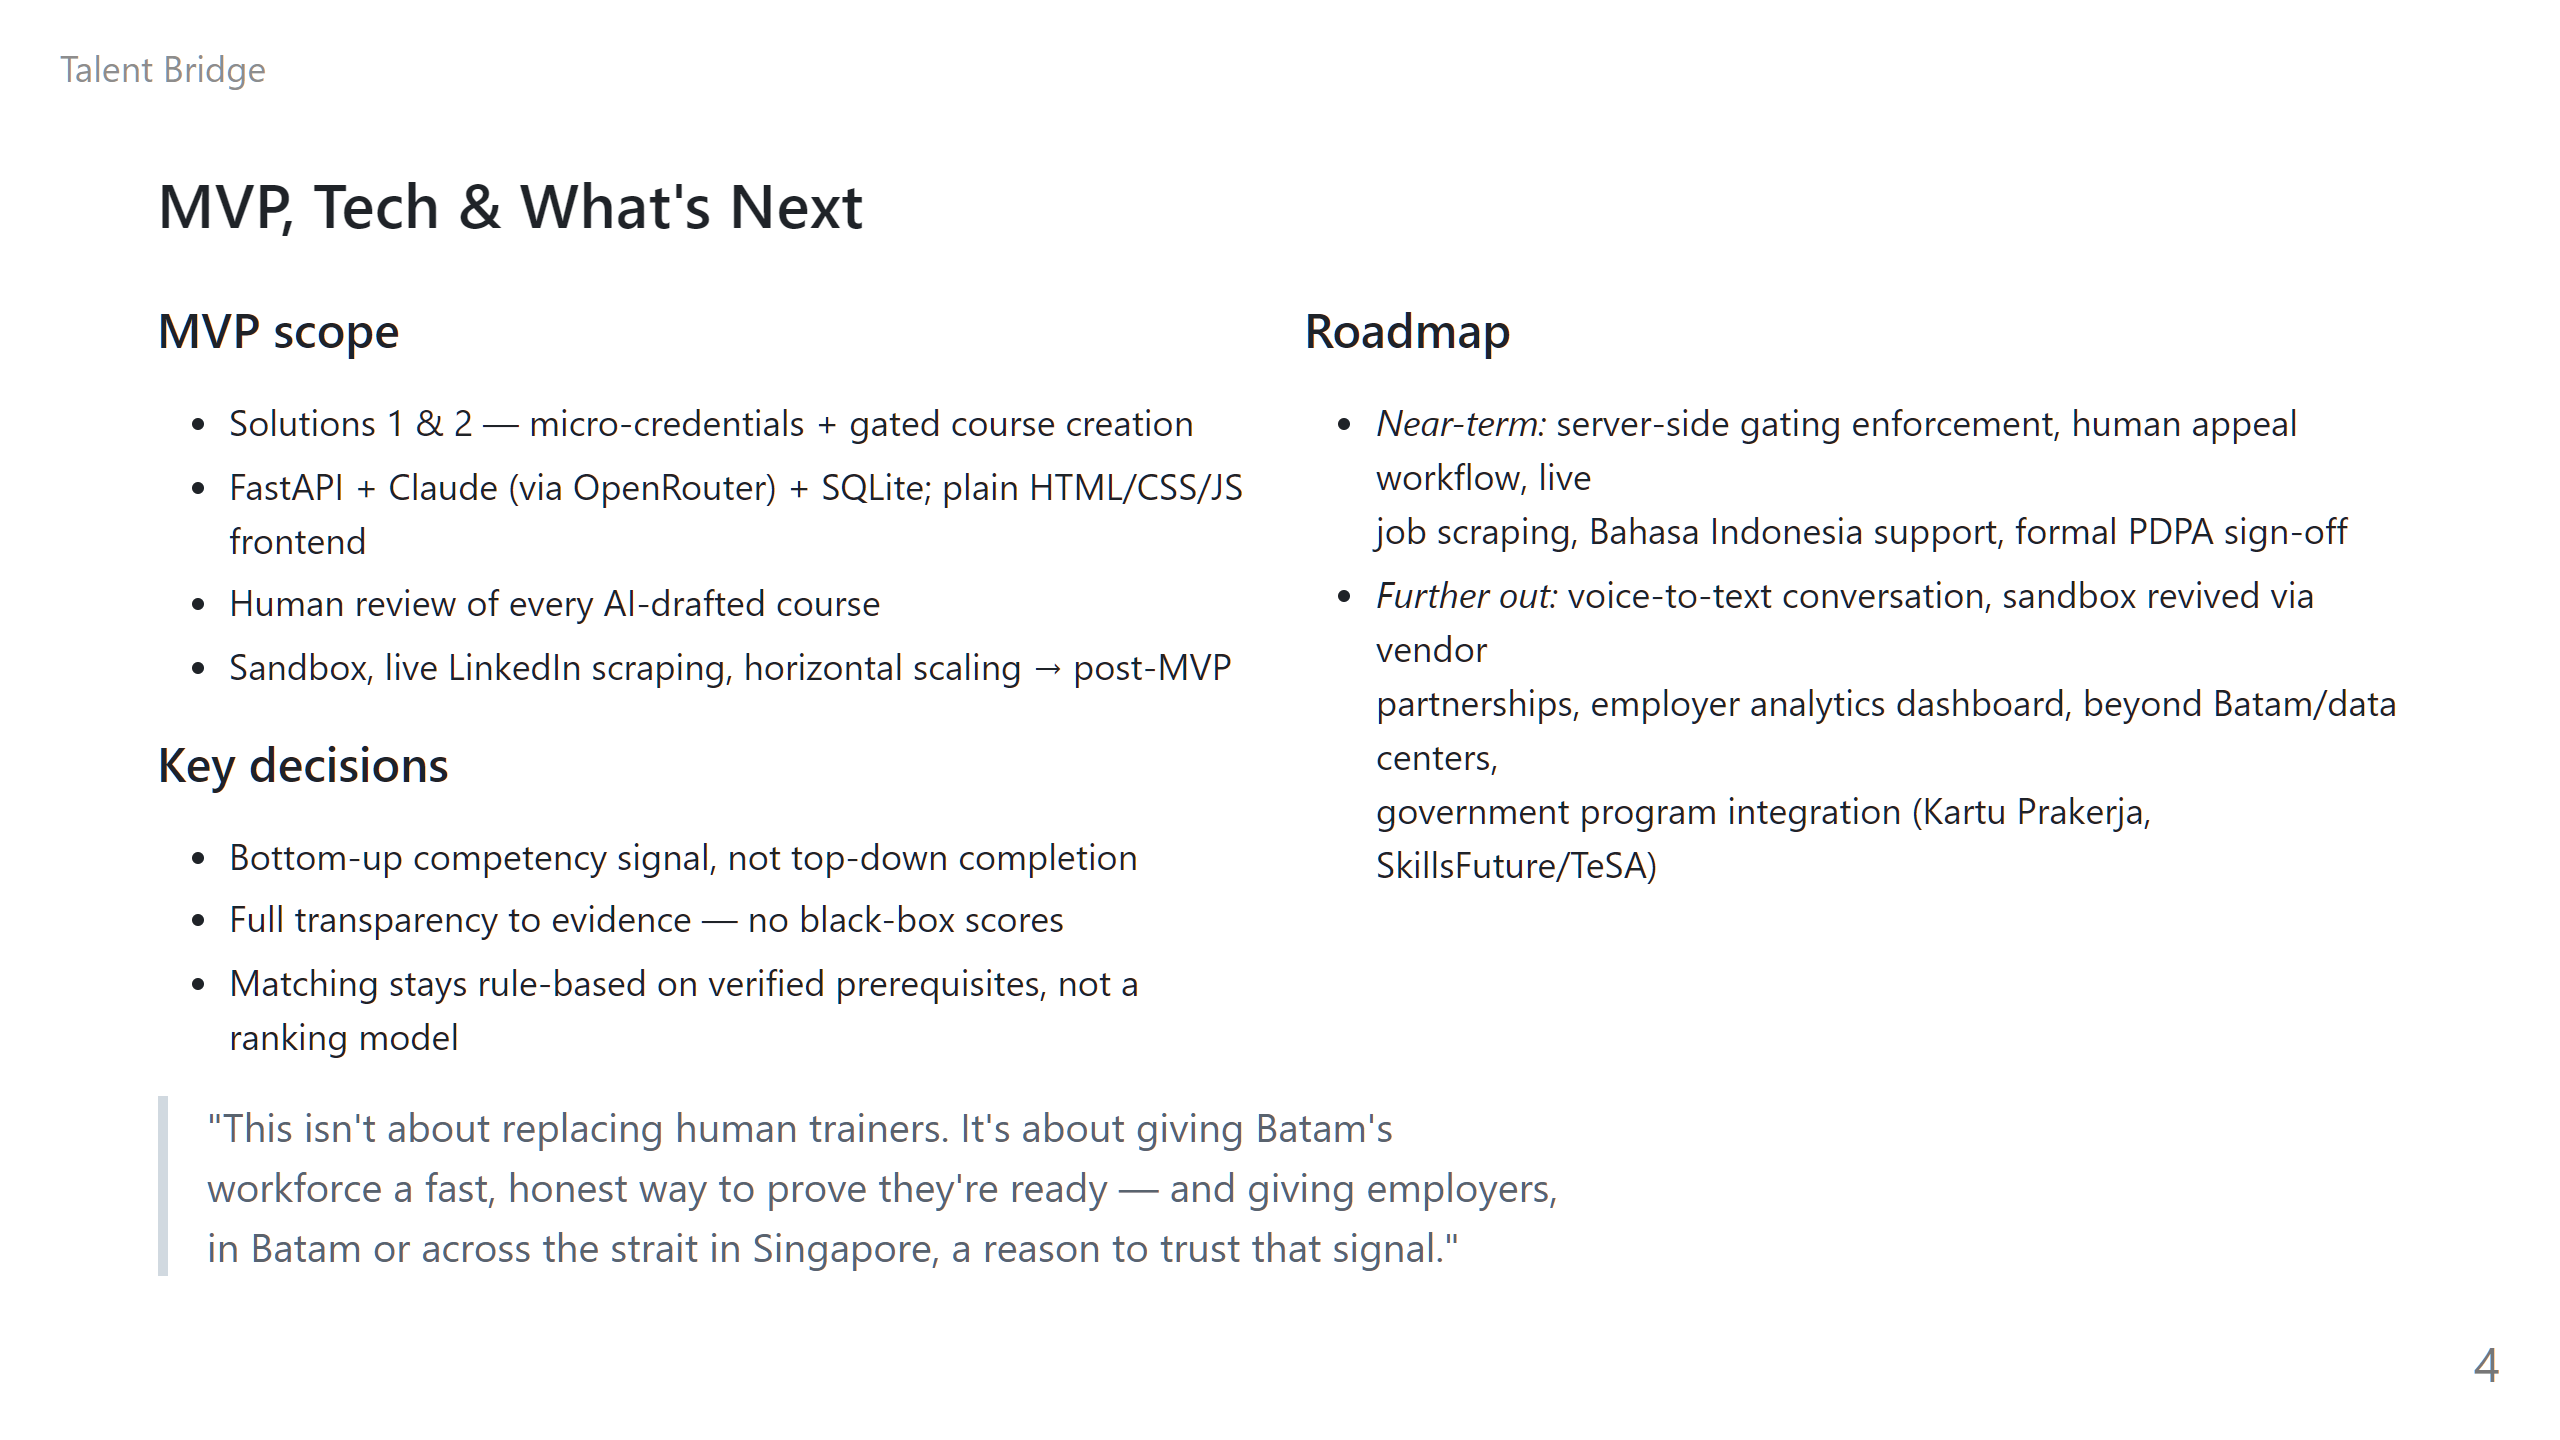 Talent Bridge
MVP, Tech & What's Next
MVP scope
• Solutions 1 & 2 — micro-credentials + gated course creation
• FastAPI + Claude (via OpenRouter) + SQLite; plain HTML/CSS/JS
frontend
• Human review of every AI-drafted course
• Sandbox, live LinkedIn scraping, horizontal scaling → post-MVP
Key decisions
• Bottom-up competency signal, not top-down completion
• Full transparency to evidence — no black-box scores
• Matching stays rule-based on verified prerequisites, not a
ranking model
Roadmap
• Near-term: server-side gating enforcement, human appeal
workflow, live
job scraping, Bahasa Indonesia support, formal PDPA sign-off
• Further out: voice-to-text conversation, sandbox revived via
vendor
partnerships, employer analytics dashboard, beyond Batam/data
centers,
government program integration (Kartu Prakerja,
SkillsFuture/TeSA)
"This isn't about replacing human trainers. It's about giving Batam's
workforce a fast, honest way to prove they're ready — and giving employers,
in Batam or across the strait in Singapore, a reason to trust that signal."
4